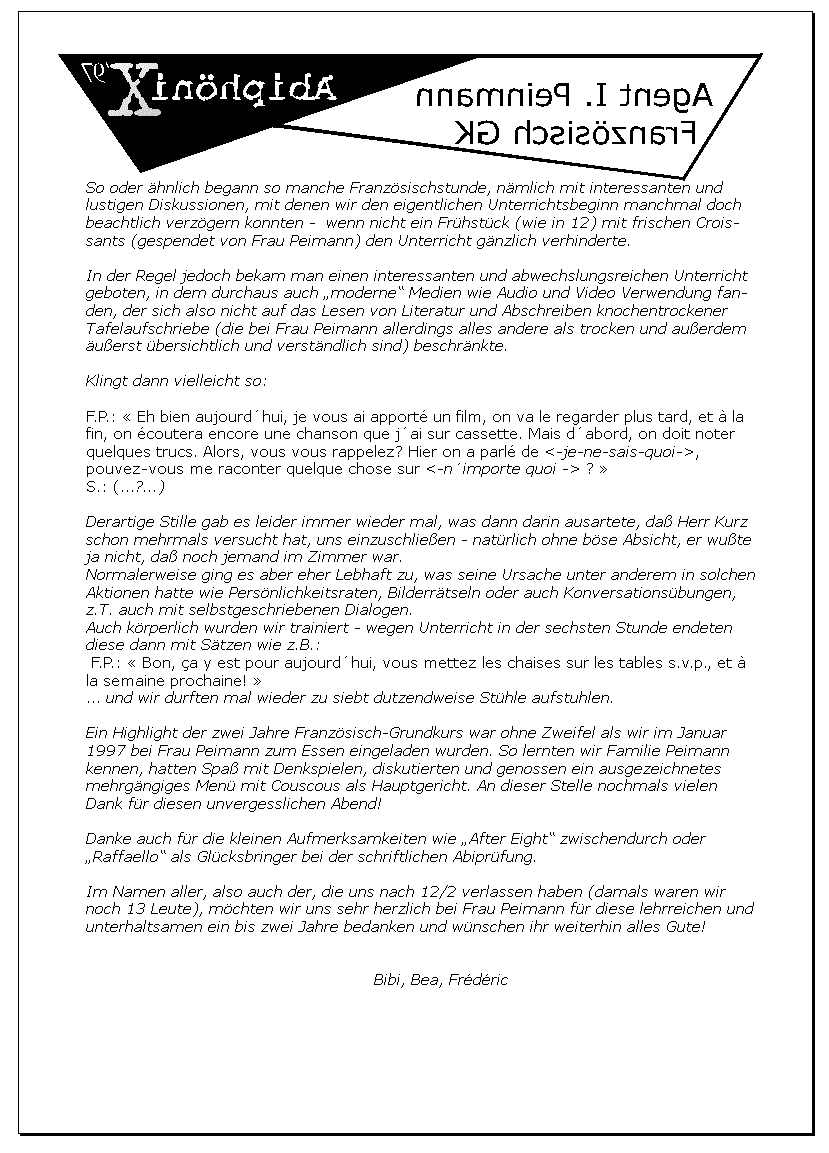 AbiphöniX '97
Agent I. Peinmann
Französisch GK
So oder ähnlich begann so manche Französischstunde, nämlich mit interessanten und
lustigen Diskussionen, mit denen wir den eigentlichen Unterrichtsbeginn manchmal doch
beachtlich verzögern konnten -  wenn nicht ein Frühstück (wie in 12) mit frischen Crois-
sants (gespendet von Frau Peimann) den Unterricht gänzlich verhinderte.
In der Regel jedoch bekam man einen interessanten und abwechslungsreichen Unterricht
geboten, in dem durchaus auch „moderne“ Medien wie Audio und Video Verwendung fan-
den, der sich also nicht auf das Lesen von Literatur und Abschreiben knochentrockener
Tafelaufschriebe (die bei Frau Peimann allerdings alles andere als trocken und außerdem
äußerst übersichtlich und verständlich sind) beschränkte.
Klingt dann vielleicht so:
F.P.: « Eh bien aujourd´hui, je vous ai apporté un film, on va le regarder plus tard, et à la
fin, on écoutera encore une chanson que j´ai sur cassette. Mais d´abord, on doit noter
quelques trucs. Alors, vous vous rappelez? Hier on a parlé de <-je-ne-sais-quoi->,
pouvez-vous me raconter quelque chose sur <-n´importe quoi -> ? »
S.: (...?...)
Derartige Stille gab es leider immer wieder mal, was dann darin ausartete, daß Herr Kurz
schon mehrmals versucht hat, uns einzuschließen - natürlich ohne böse Absicht, er wußte
ja nicht, daß noch jemand im Zimmer war.
Normalerweise ging es aber eher Lebhaft zu, was seine Ursache unter anderem in solchen
Aktionen hatte wie Persönlichkeitsraten, Bilderrätseln oder auch Konversationsübungen,
z.T. auch mit selbstgeschriebenen Dialogen.
Auch körperlich wurden wir trainiert - wegen Unterricht in der sechsten Stunde endeten
diese dann mit Sätzen wie z.B.:
F.P.: « Bon, ça y est pour aujourd´hui, vous mettez les chaises sur les tables s.v.p., et à
la semaine prochaine! »
... und wir durften mal wieder zu siebt dutzendweise Stühle aufstuhlen.
Ein Highlight der zwei Jahre Französisch-Grundkurs war ohne Zweifel als wir im Januar
1997 bei Frau Peimann zum Essen eingeladen wurden. So lernten wir Familie Peimann
kennen, hatten Spaß mit Denkspielen, diskutierten und genossen ein ausgezeichnetes
mehrgängiges Menü mit Couscous als Hauptgericht. An dieser Stelle nochmals vielen
Dank für diesen unvergesslichen Abend!
Danke auch für die kleinen Aufmerksamkeiten wie „After Eight“ zwischendurch oder
„Raffaello“ als Glücksbringer bei der schriftlichen Abiprüfung.
Im Namen aller, also auch der, die uns nach 12/2 verlassen haben (damals waren wir
noch 13 Leute), möchten wir uns sehr herzlich bei Frau Peimann für diese lehrreichen und
unterhaltsamen ein bis zwei Jahre bedanken und wünschen ihr weiterhin alles Gute!
Bibi, Bea, Frédéric